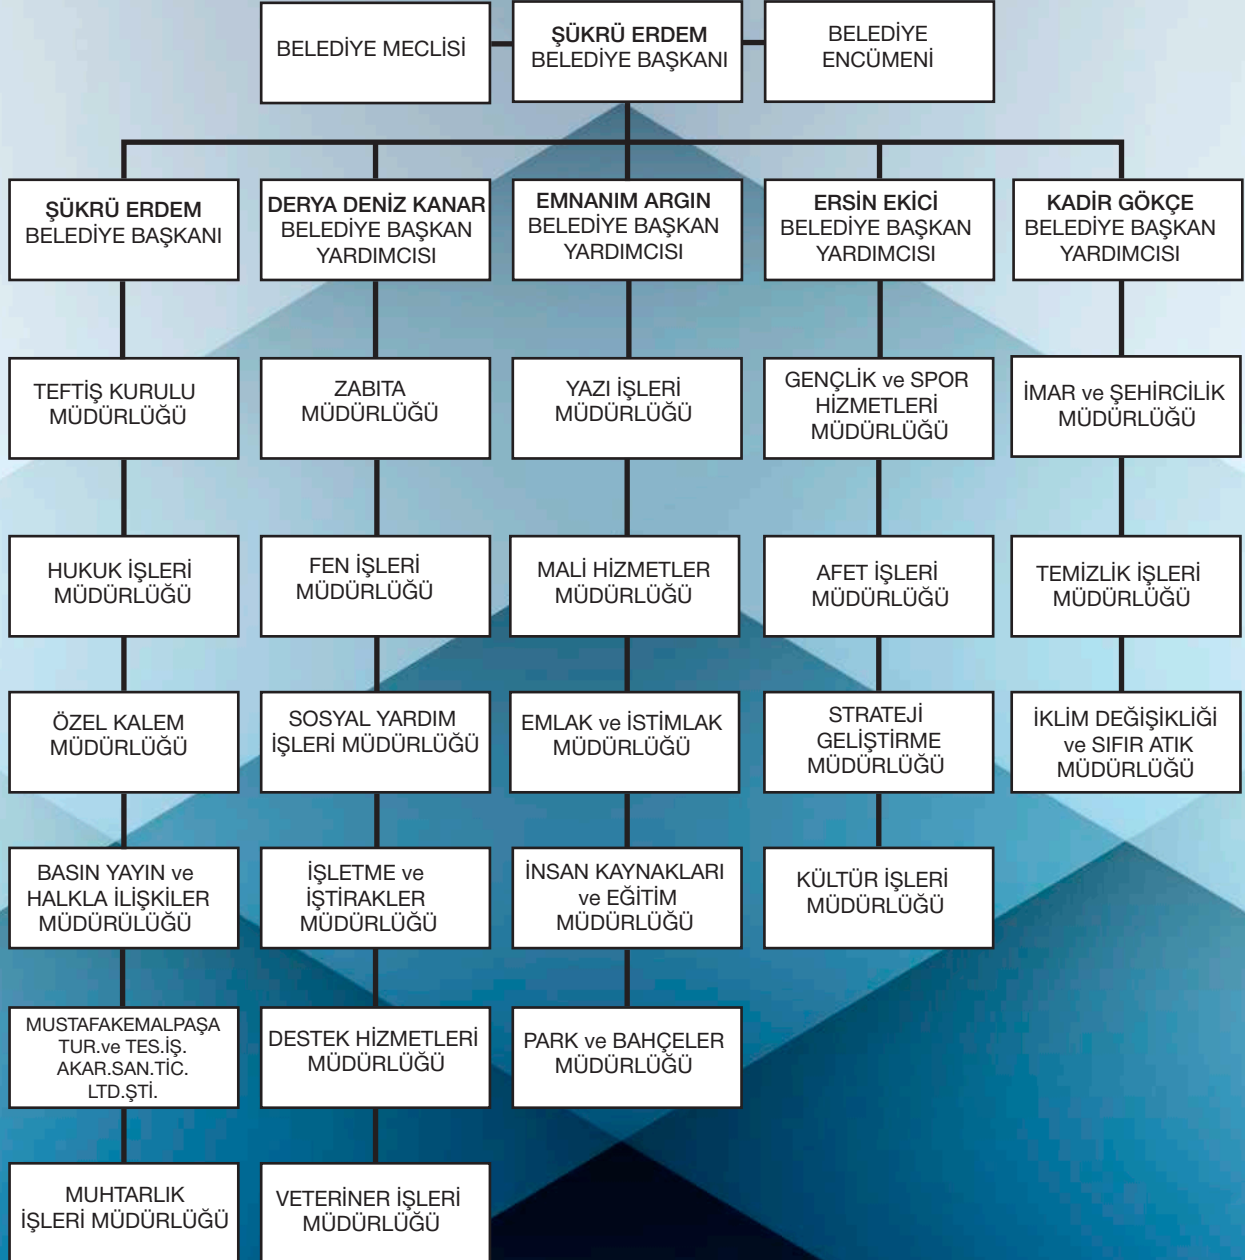 BELEDİYE MECLİSİ
ŞÜKRÜ ERDEM
BELEDİYE BAŞKANI
BELEDİYE
ENCÜMENİ
ŞÜKRÜ ERDEM
BELEDİYE BAŞKANI
TEFTİŞ KURULU
MÜDÜRLÜĞÜ
HUKUK İŞLERİ
MÜDÜRLÜĞÜ
ÖZEL KALEM
MÜDÜRLÜĞÜ
BASIN YAYIN ve
HALKLA İLİŞKİLER
MÜDÜRÜLÜĞÜ
MUSTAFAKEMALPAŞA
TUR.ve TES.İŞ.
AKAR.SAN.TİC.
LTD.ŞTİ.
MUHTARLIK
İŞLERİ MÜDÜRLÜĞÜ
DERYA DENİZ KANAR
BELEDİYE BAŞKAN
YARDIMCISI
ZABITA
MÜDÜRLÜĞÜ
FEN İŞLERİ
MÜDÜRLÜĞÜ
SOSYAL YARDIM
İŞLERİ MÜDÜRLÜĞÜ
İŞLETME ve
İŞTİRAKLER
MÜDÜRLÜĞÜ
DESTEK HİZMETLERİ
MÜDÜRLÜĞÜ
VETERİNER İŞLERİ
MÜDÜRLÜĞÜ
EMNANIM ARGIN
BELEDİYE BAŞKAN
YARDIMCISI
YAZI İŞLERİ
MÜDÜRLÜĞÜ
MALİ HİZMETLER
MÜDÜRLÜĞÜ
EMLAK ve İSTİMLAK
MÜDÜRLÜĞÜ
İNSAN KAYNAKLARI
ve EĞİTİM
MÜDÜRLÜĞÜ
PARK ve BAHÇELER
MÜDÜRLÜĞÜ
ERSİN EKİCİ
BELEDİYE BAŞKAN
YARDIMCISI
GENÇLİK ve SPOR
HİZMETLERİ
MÜDÜRLÜĞÜ
AFET İŞLERİ
MÜDÜRLÜĞÜ
STRATEJİ
GELİŞTİRME
MÜDÜRLÜĞÜ
KÜLTÜR İŞLERİ
MÜDÜRLÜĞÜ
KADİR GÖKÇE
BELEDİYE BAŞKAN
YARDIMCISI
İMAR ve ŞEHİRCİLİK
MÜDÜRLÜĞÜ
TEMİZLİK İŞLERİ
MÜDÜRLÜĞÜ
İKLİM DEĞİŞİKLİĞİ
ve SIFIR ATIK
MÜDÜRLÜĞÜ